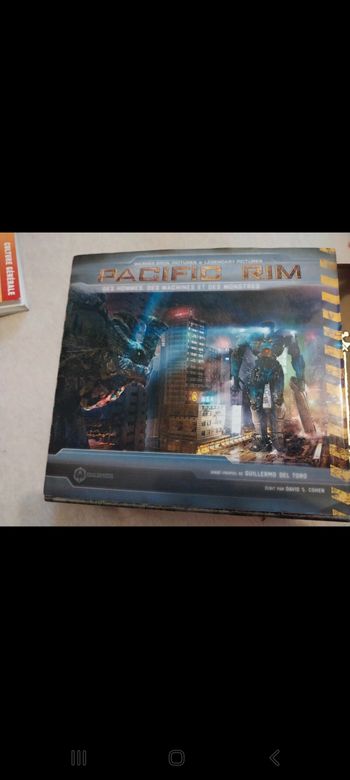 WARNER BROS. PICTURES & LEGENDARY PICTURES
PACIFIC RIM
DES HOMMES, DES MACHINES ET DES MONSTRES
AVANT-PROPOS DE GUILLERMO DEL TORO
ÉCRIT PAR DAVID S. COHEN
CULTURE GÉNÉRALE